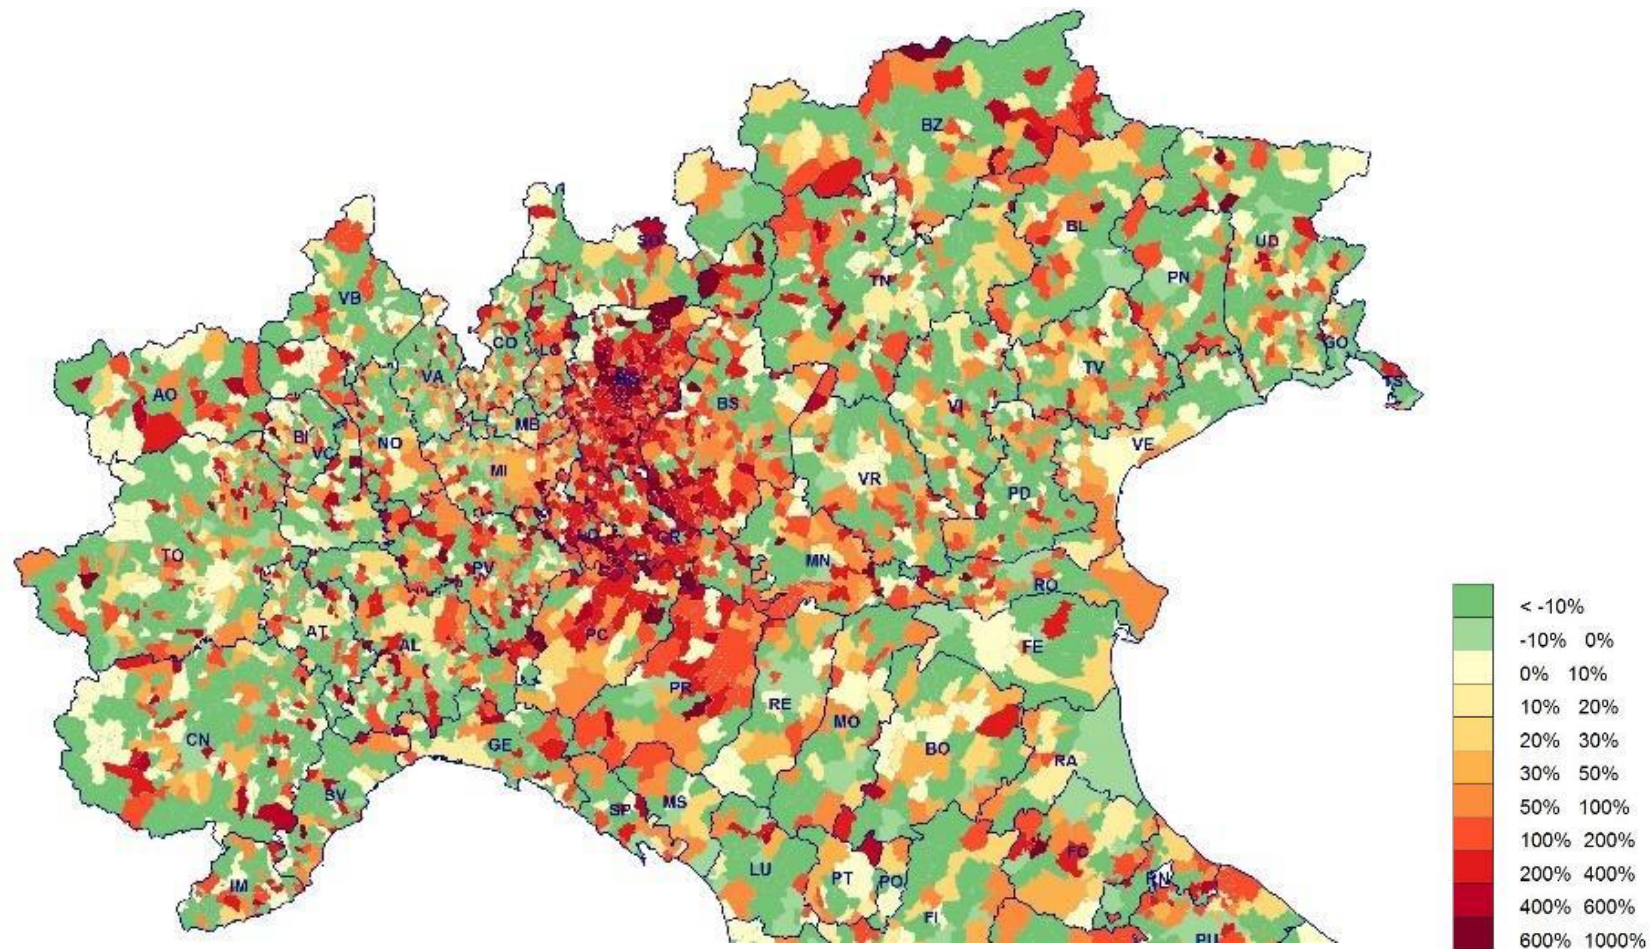 BZ
SO
BL
UD
TN
PN
VB
CO
LC
GO
VA
TV
TS
AO
BS
VI
MB
BI
NO
VE
VC
MI
VR
PD
LO
CR
TO
MN
PV
RO
AT
PC
AL
FE
PR
RE
MO
CN
GE
BO
RA
SV
SP
MS
FC
LU
PT
PO
RN
IM
FI
PU
< -10%
-10% 0%
0% 10%
10% 20%
20% 30%
30% 50%
50% 100%
100% 200%
200% 400%
400% 600%
600% 1000%